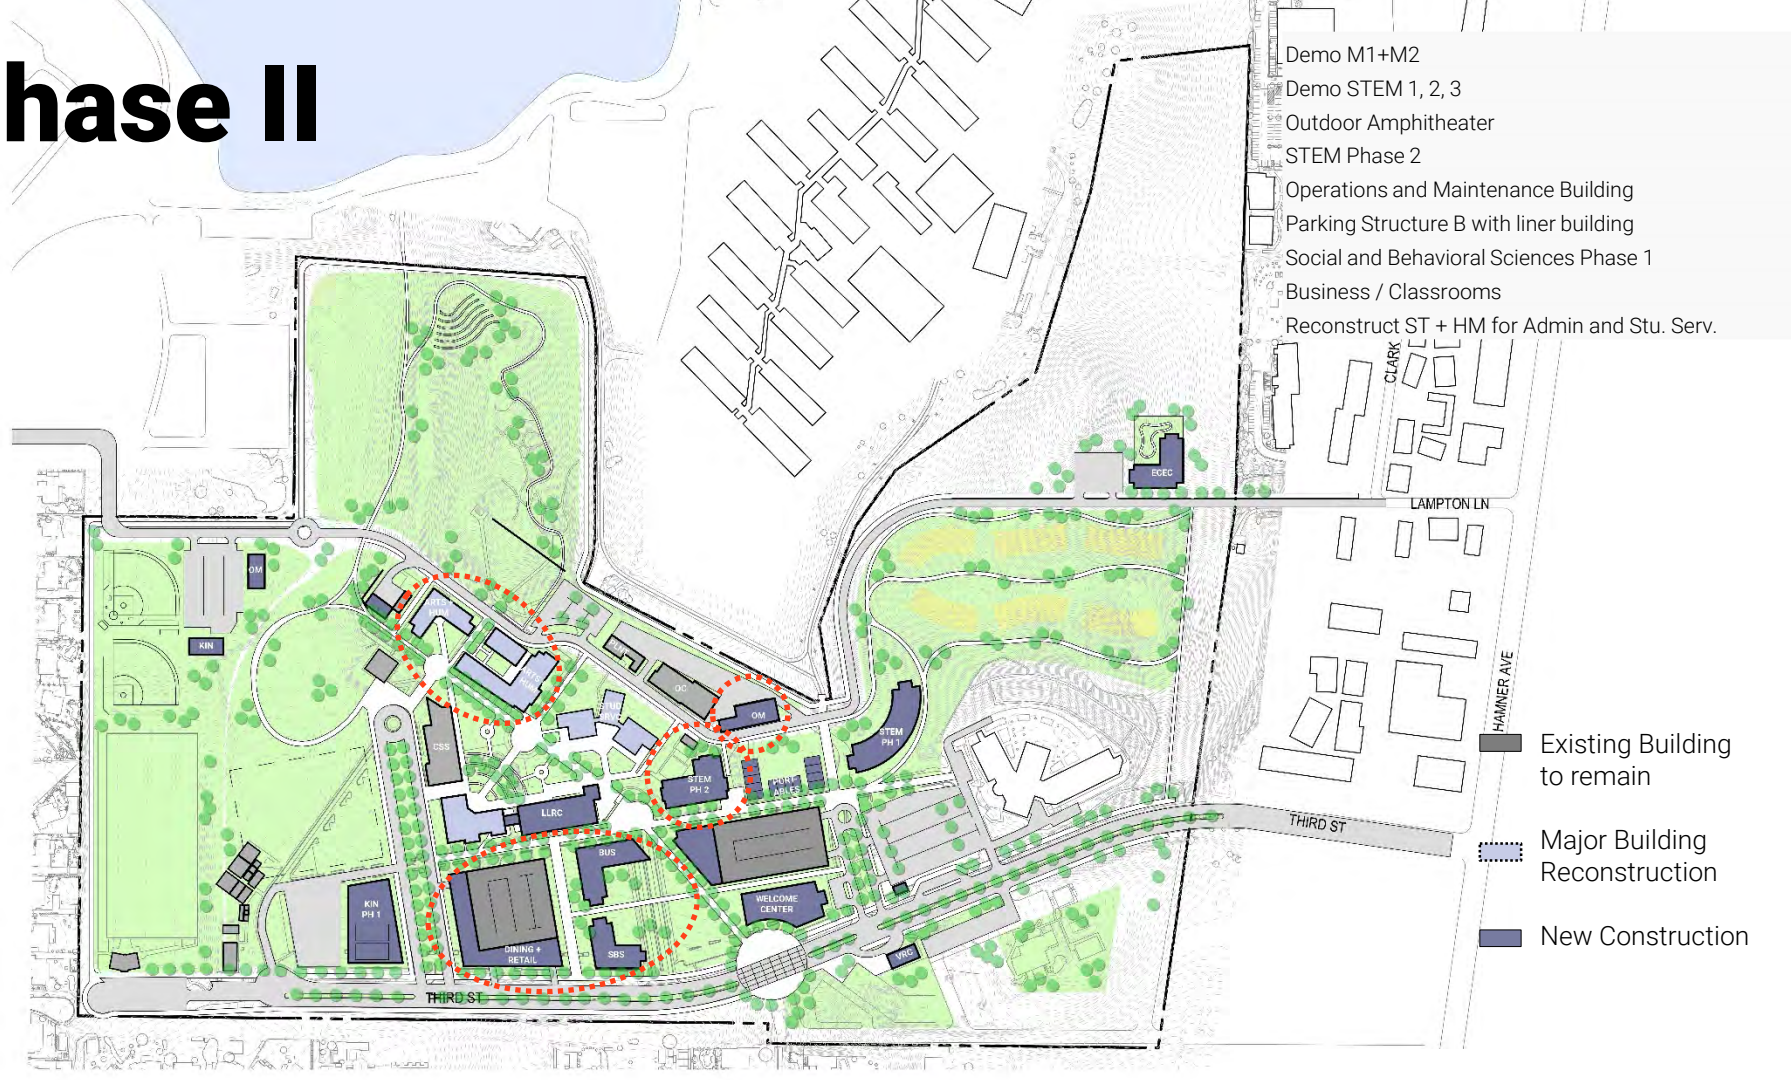 hase II
Demo M1+M2
Demo STEM 1, 2, 3
Outdoor Amphitheater
STEM Phase 2
Operations and Maintenance Building
Parking Structure B with liner building
Social and Behavioral Sciences Phase 1
Business / Classrooms
Reconstruct ST + HM for Admin and Stu. Serv.
CLARK
ECEC
LAMPTON LN
OM
ARTS +
HUM
KIN
HAMNER AVE
OC
OM
STEM
PH 1
CSS
STEM
PH 2
PORT-
ABLES
LLRC
THIRD ST
BUS
KIN
PH 1
WELCOME
CENTER
DINING +
RETAIL
SBS
VRC
THIRD ST
Existing Building
to remain
Major Building
Reconstruction
New Construction